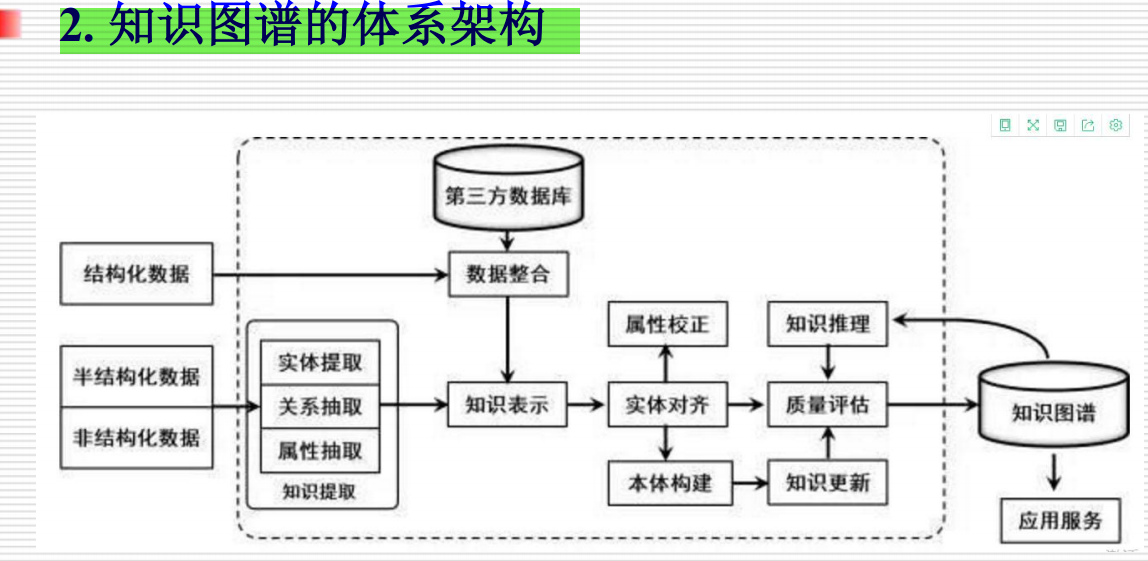 2. 知识图谱的体系架构
第三方数据库
结构化数据
数据整合
属性校正
知识推理
半结构化数据
非结构化数据
实体提取
关系抽取
属性抽取
知识提取
知识表示
实体对齐
质量评估
知识图谱
本体构建
知识更新
应用服务